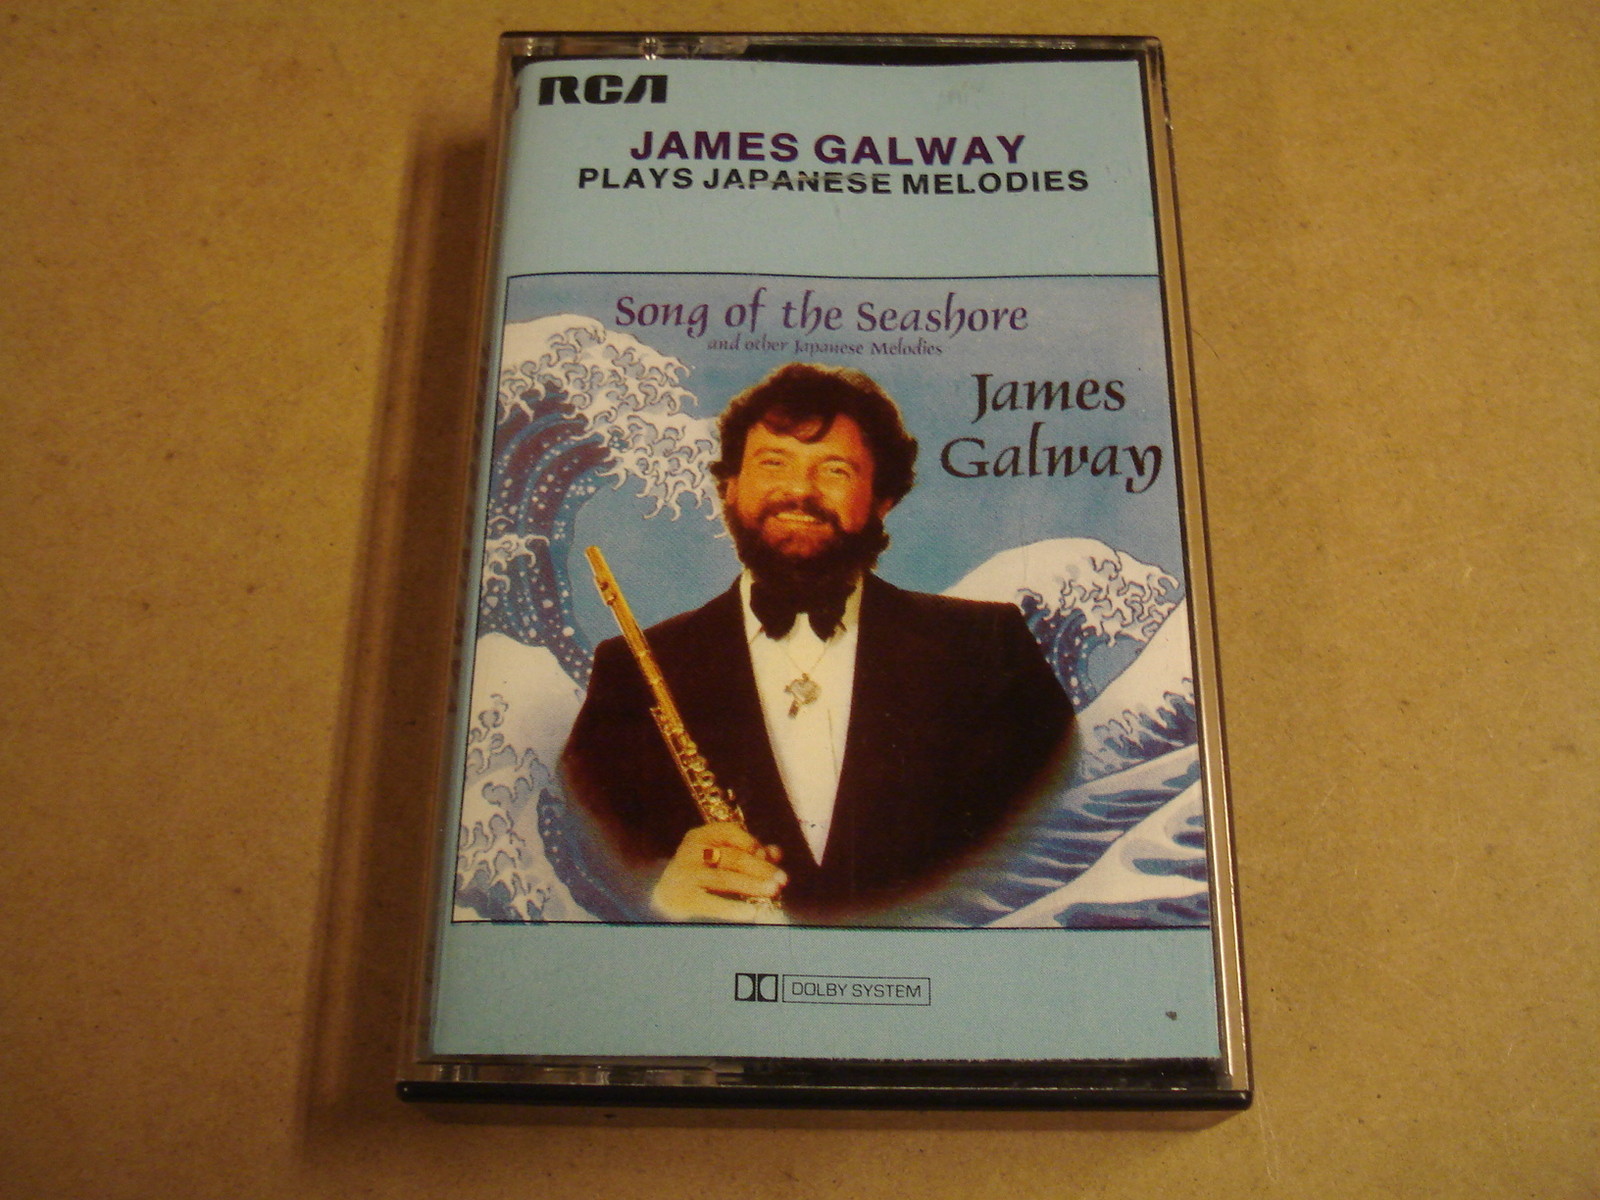 RCA
JAMES GALWAY
PLAYS JAPANESE MELODIES
Song of the Seashore
and other Japanese Melodies
James
Galway
DOLBY SYSTEM